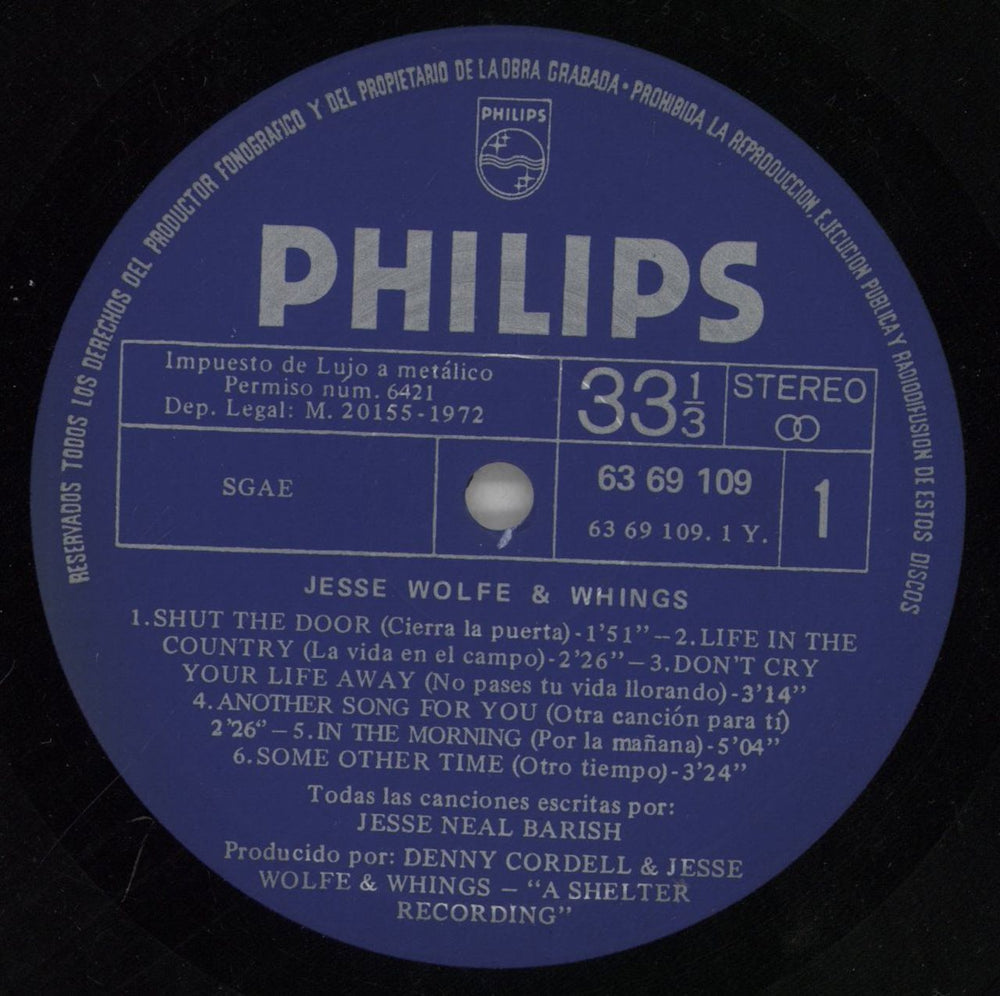 RESERVADOS TODOS LOS DERECHOS DEL PRODUCTOR FONOGRAFICO Y DEL PROPIETARIO DE LA OBRA GRABADA · PROHIBIDA LA REPRODUCCION, EJECUCION PUBLICA Y RADIODIFUSION DE ESTOS DISCOS
PHILIPS
PHILIPS
Impuesto de Lujo a metálico
Permiso núm. 6421
Dep. Legal: M. 20155-1972
33 1/3
STEREO
SGAE
63 69 109
63 69 109. 1 Y.
1
JESSE WOLFE & WHINGS
1.SHUT THE DOOR (Cierra la puerta)-1'51"—2.LIFE IN THE
COUNTRY (La vida en el campo)-2'26"—3.DON'T CRY
YOUR LIFE AWAY (No pases tu vida llorando)-3'14"
4.ANOTHER SONG FOR YOU (Otra canción para tí)
2'26"—5.IN THE MORNING (Por la mañana)-5'04"
6.SOME OTHER TIME (Otro tiempo)-3'24"
Todas las canciones escritas por:
JESSE NEAL BARISH
Producido por: DENNY CORDELL & JESSE
WOLFE & WHINGS — "A SHELTER
RECORDING"